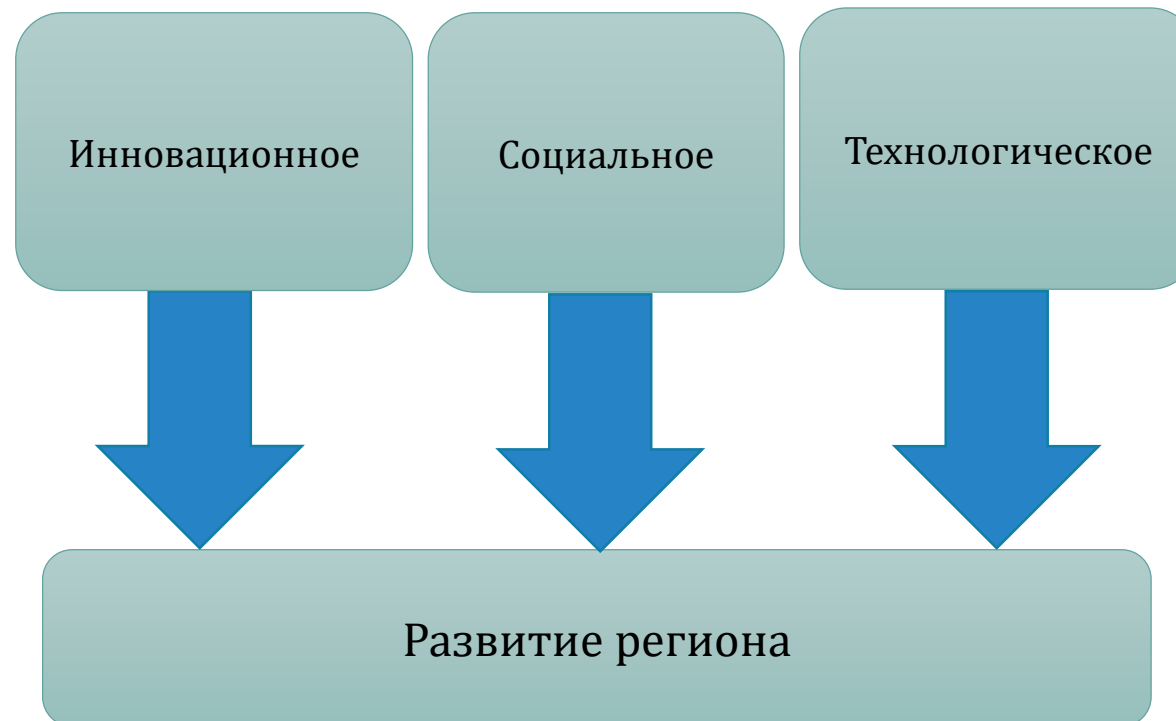 Инновационное
Социальное
Технологическое
Развитие региона